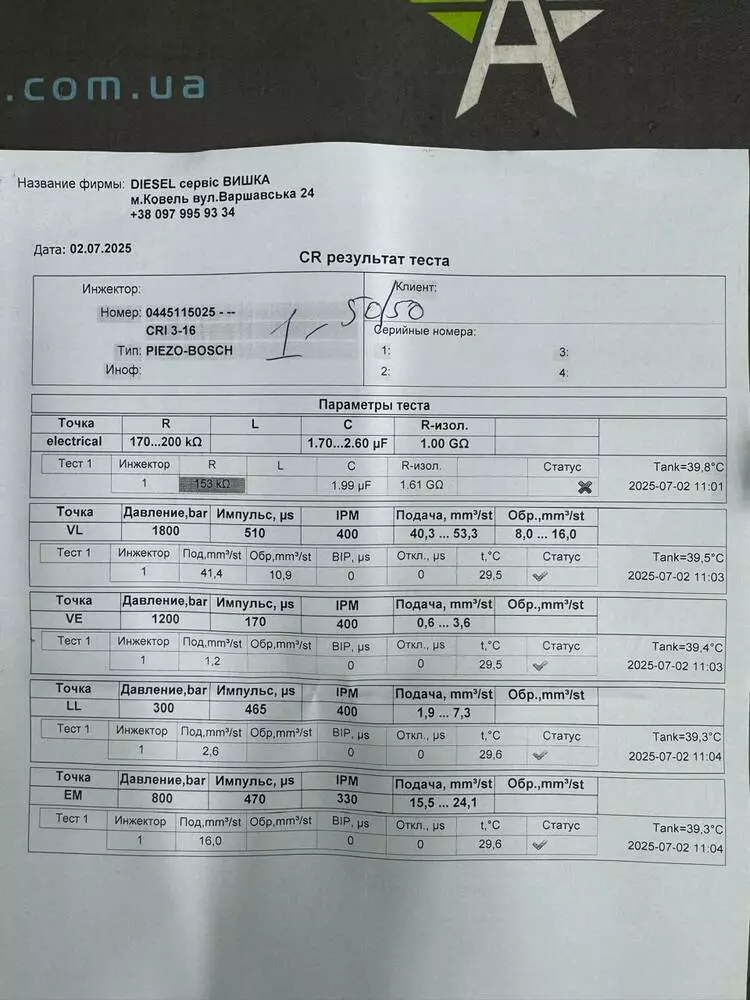 .com.ua
A
Название фирмы: DIESEL сервіс ВИШКА
м.Ковель вул.Варшавська 24
+38 097 995 93 34
Дата: 02.07.2025
CR результат теста
Инжектор: Клиент:
Номер: 0445115025 - --
CRI 3-16
1 - 50/50
Серийные номера:
Тип: PIEZO-BOSCH 1: 3:
Иноф: 2: 4:
Параметры теста
Точка R L C R-изол.
electrical 170...200 kΩ 1.70...2.60 µF 1.00 GΩ
Тест 1 Инжектор R L C R-изол. Статус Tank=39,8°C
1 153 kΩ 1.99 µF 1.61 GΩ 2025-07-02 11:01
Точка Давление,bar Импульс, µs IPM Подача, mm³/st Обр.,mm³/st
VL 1800 510 400 40,3 ... 53,3 8,0 ... 16,0
Тест 1 Инжектор Под,mm³/st Обр,mm³/st BIP, µs Откл., µs t,°C Статус Tank=39,5°C
1 41,4 10,9 0 0 29,5 2025-07-02 11:03
Точка Давление,bar Импульс, µs IPM Подача, mm³/st Обр.,mm³/st
VE 1200 170 400 0,6 ... 3,6
Тест 1 Инжектор Под,mm³/st Обр,mm³/st BIP, µs Откл., µs t,°C Статус Tank=39,4°C
1 1,2 0 0 29,5 2025-07-02 11:03
Точка Давление,bar Импульс, µs IPM Подача, mm³/st Обр.,mm³/st
LL 300 465 400 1,9 ... 7,3
Тест 1 Инжектор Под,mm³/st Обр,mm³/st BIP, µs Откл., µs t,°C Статус Tank=39,3°C
1 2,6 0 0 29,6 2025-07-02 11:04
Точка Давление,bar Импульс, µs IPM Подача, mm³/st Обр.,mm³/st
EM 800 470 330 15,5 ... 24,1
Тест 1 Инжектор Под,mm³/st Обр,mm³/st BIP, µs Откл., µs t,°C Статус Tank=39,3°C
1 16,0 0 0 29,6 2025-07-02 11:04